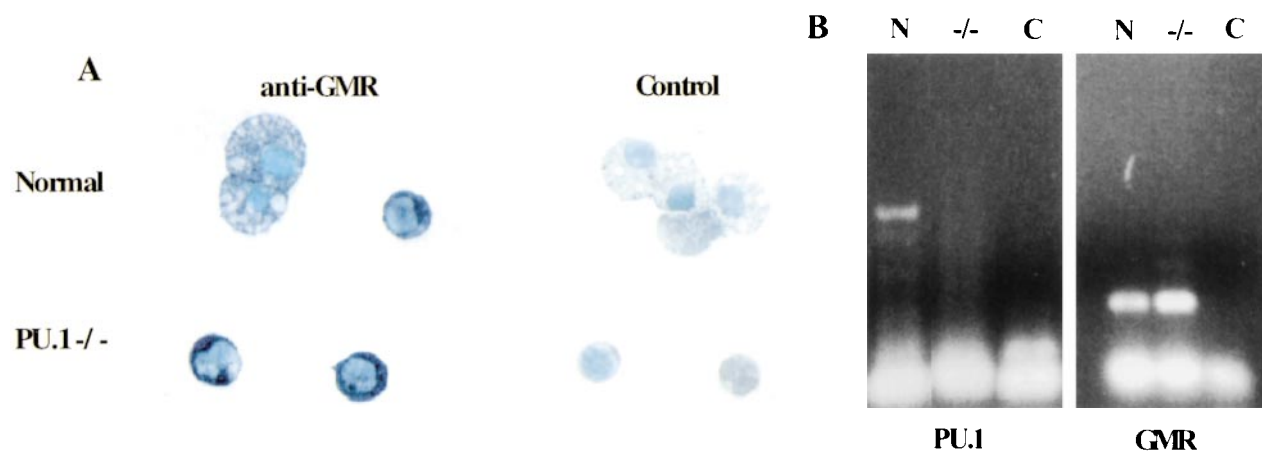 A
anti-GMR Control
Normal
PU.1 -/-
B
N -/- C N -/- C
PU.1 GMR